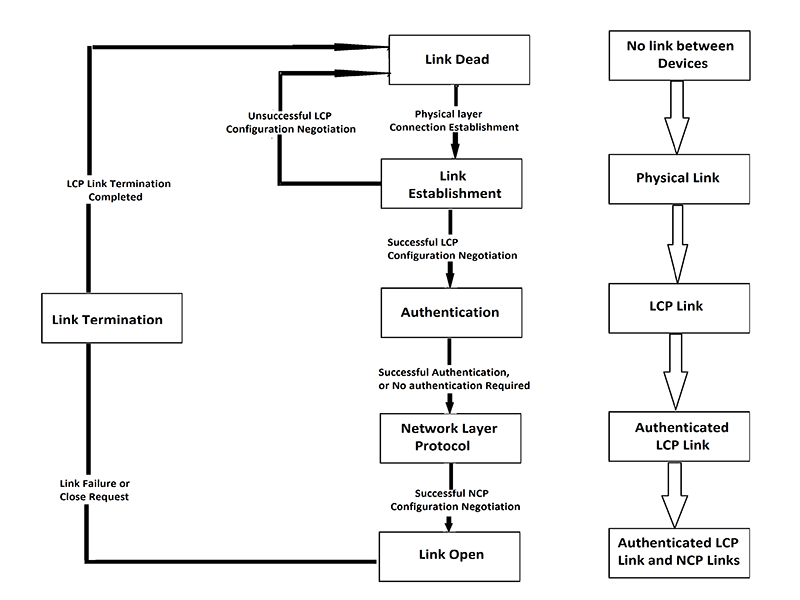 Link Dead
No link between
Devices
Unsuccessful LCP
Configuration Negotiation
Physical layer
Connection Establishment
LCP Link Termination
Completed
Link
Establishment
Physical Link
Successful LCP
Configuration Negotiation
Link Termination
Authentication
LCP Link
Successful Authentication,
or No authentication Required
Network Layer
Protocol
Authenticated
LCP Link
Link Failure or
Close Request
Successful NCP
Configuration Negotiation
Link Open
Authenticated LCP
Link and NCP Links